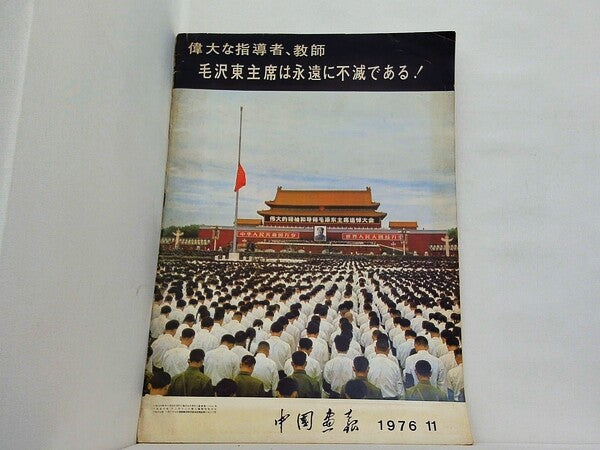 偉大な指導者、教師
毛沢東主席は永遠に不滅である！
伟大的领袖和导师毛泽东主席追悼大会
中华人民共和国万岁
世界人民大团结万岁
中国画報 1976 11